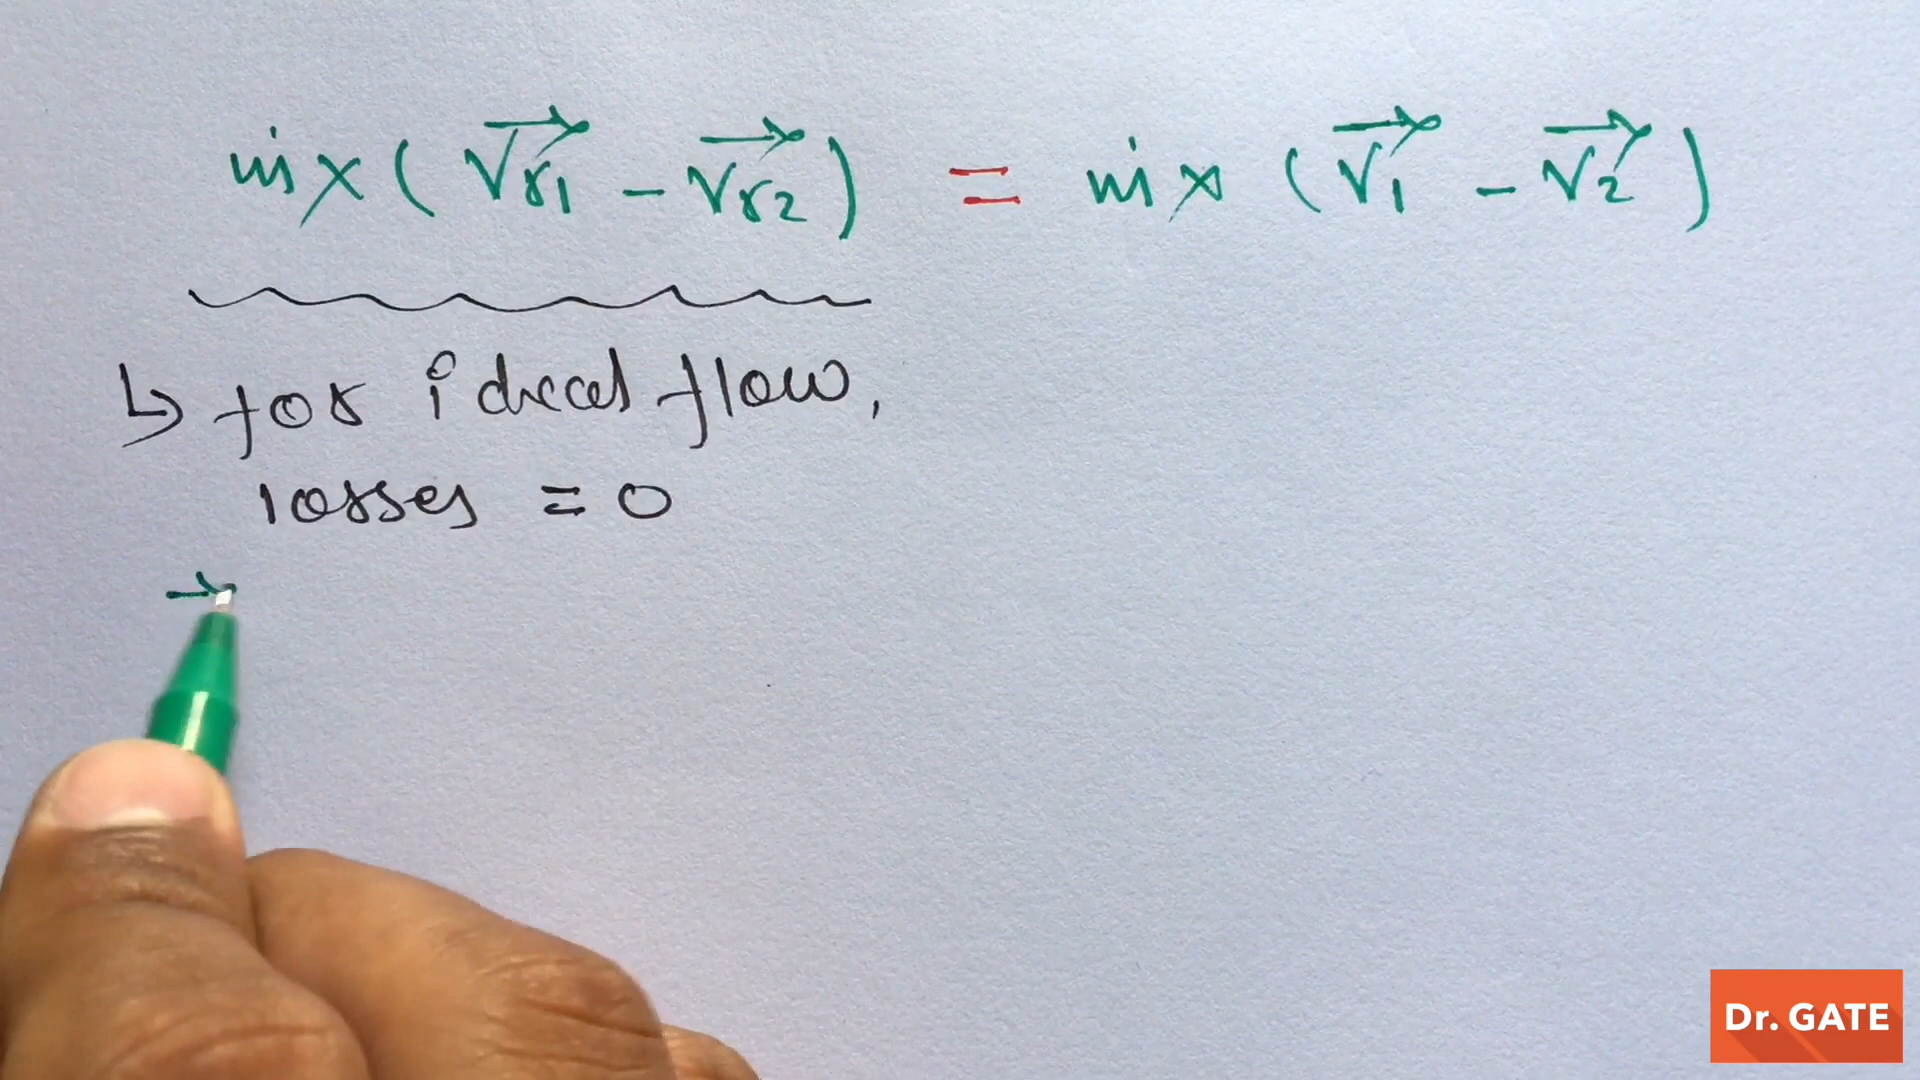 ṁ × ( V⃗r1 - V⃗r2 ) = ṁ × ( V⃗1 - V⃗2 )
↳ for ideal flow,
losses = 0
→
Dr. GATE